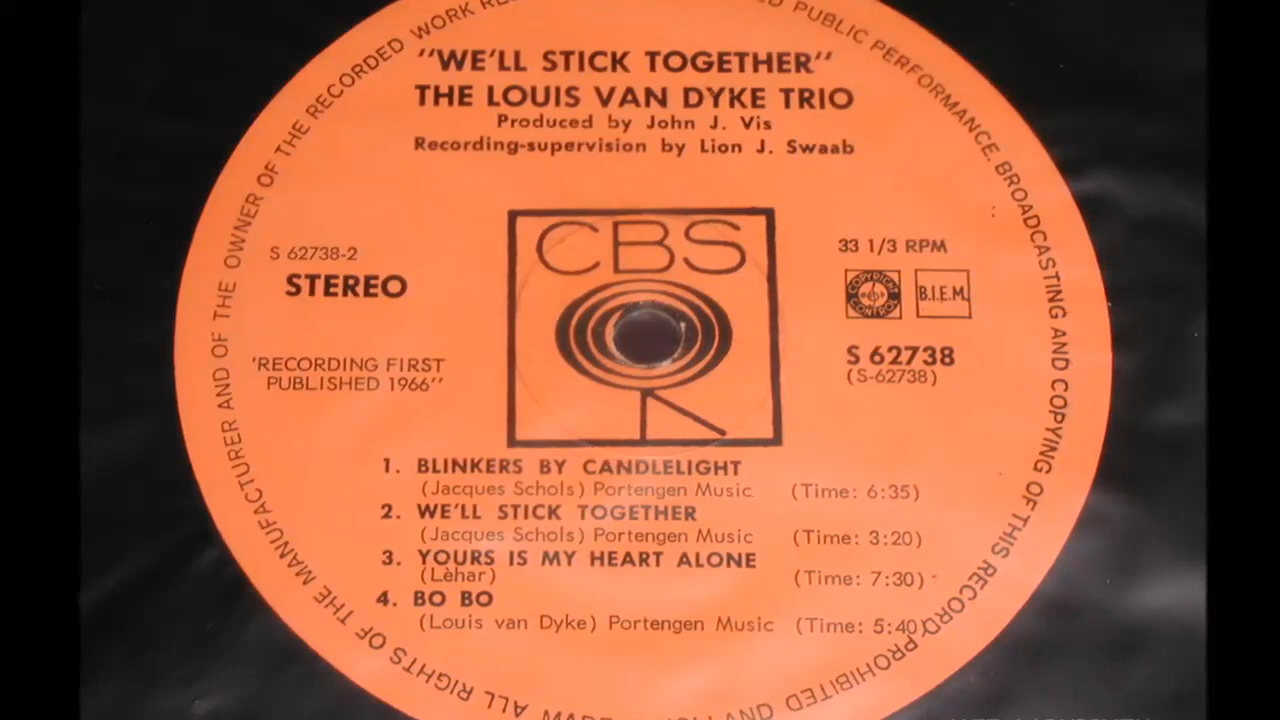 "WE'LL STICK TOGETHER"
THE LOUIS VAN DYKE TRIO
Produced by John J. Vis
Recording-supervision by Lion J. Swaab
CBS
S 62738-2
STEREO
33 1/3 RPM
COPYRIGHT CONTROL
B.I.E.M.
S 62738
(S-62738)
'RECORDING FIRST
PUBLISHED 1966"
1. BLINKERS BY CANDLELIGHT
(Jacques Schols) Portengen Music (Time: 6:35)
2. WE'LL STICK TOGETHER
(Jacques Schols) Portengen Music (Time: 3:20)
3. YOURS IS MY HEART ALONE
(Lèhar) (Time: 7:30)
4. BO BO
(Louis van Dyke) Portengen Music (Time: 5:40)
ALL RIGHTS OF THE MANUFACTURER AND OF THE OWNER OF THE RECORDED WORK
PUBLIC PERFORMANCE, BROADCASTING AND COPYING OF THIS RECORD PROHIBITED